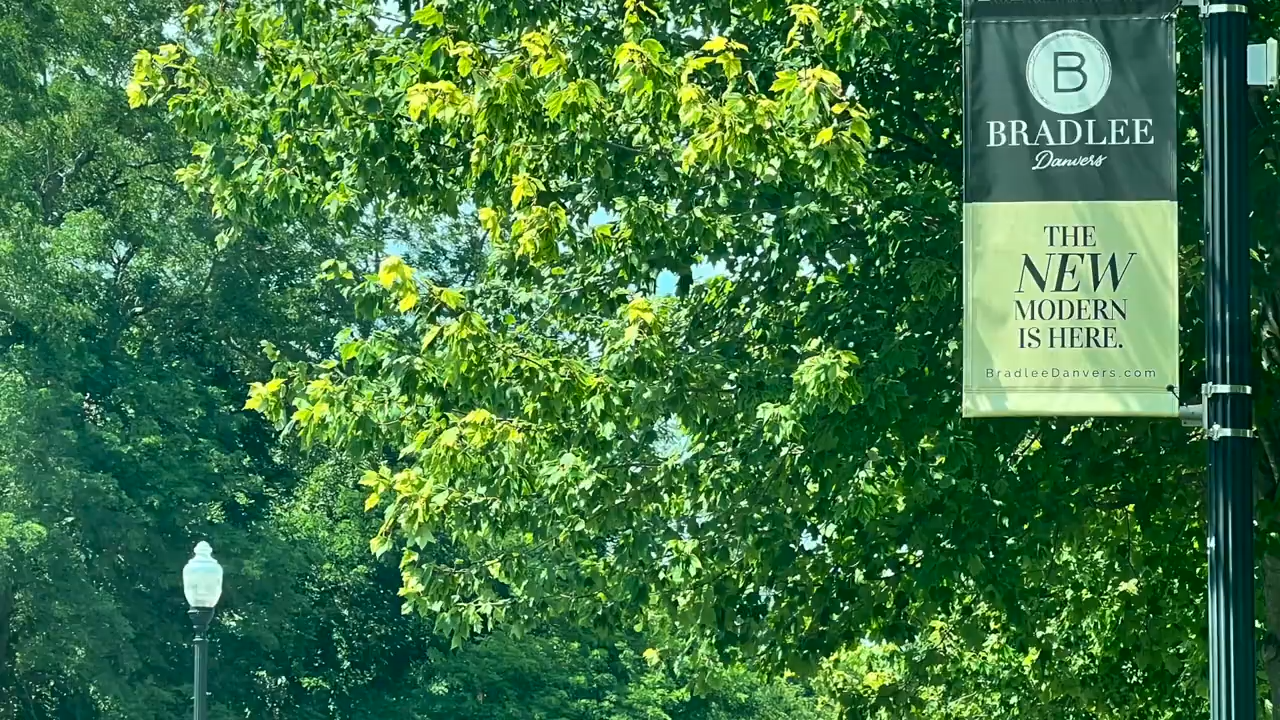 B
BRADLEE
Danvers
THE
NEW
MODERN
IS HERE.
BradleeDanvers.com